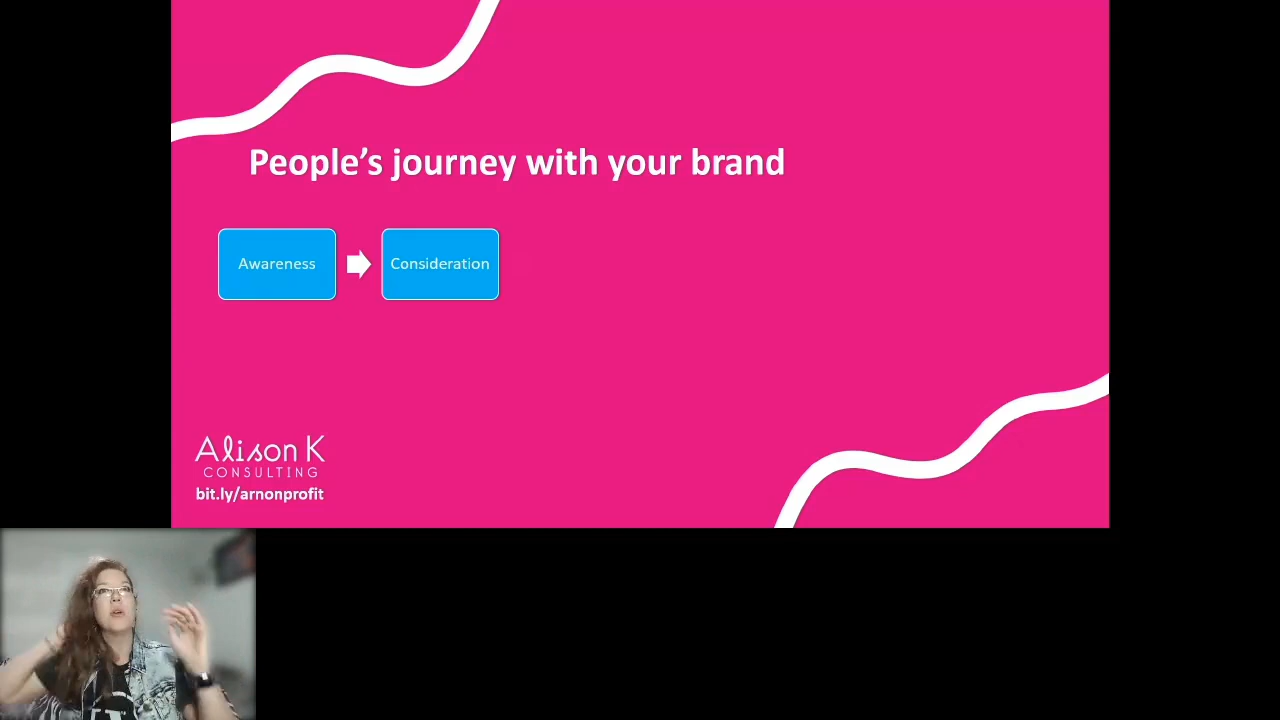 People's journey with your brand
Awareness
Consideration
Alison K
CONSULTING
bit.ly/arnonprofit